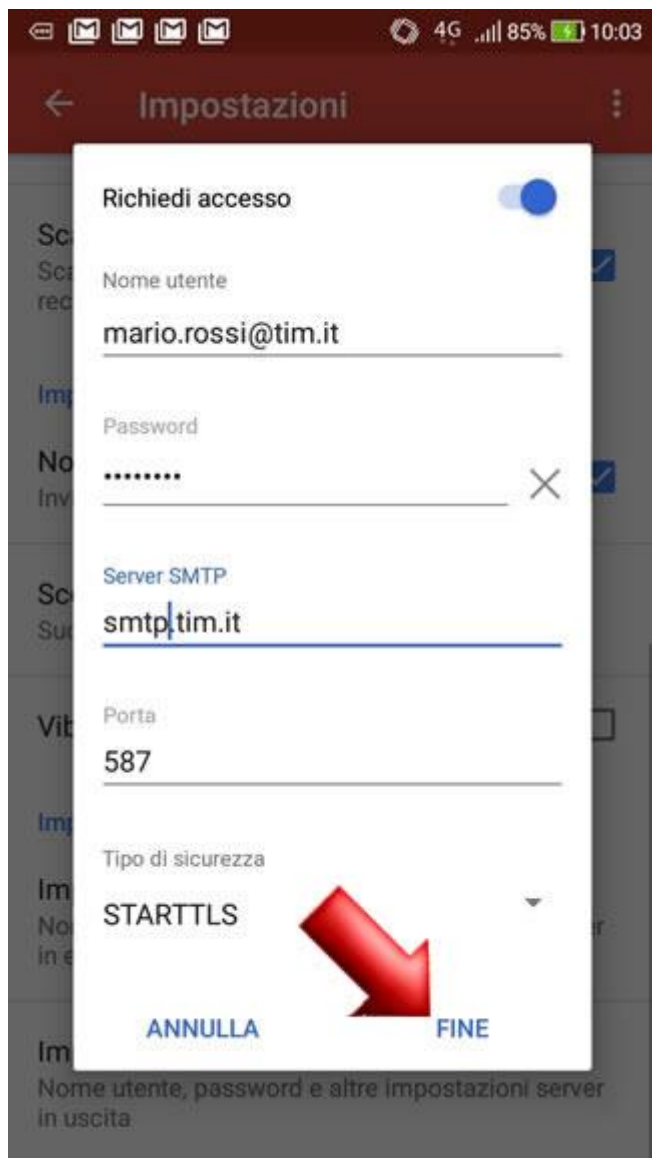 4G 85% 10:03
Impostazioni
Richiedi accesso
Nome utente
mario.rossi@tim.it
Password
••••••••
Server SMTP
smtp.tim.it
Porta
587
Tipo di sicurezza
STARTTLS
ANNULLA FINE
Nome utente, password e altre impostazioni server
in uscita